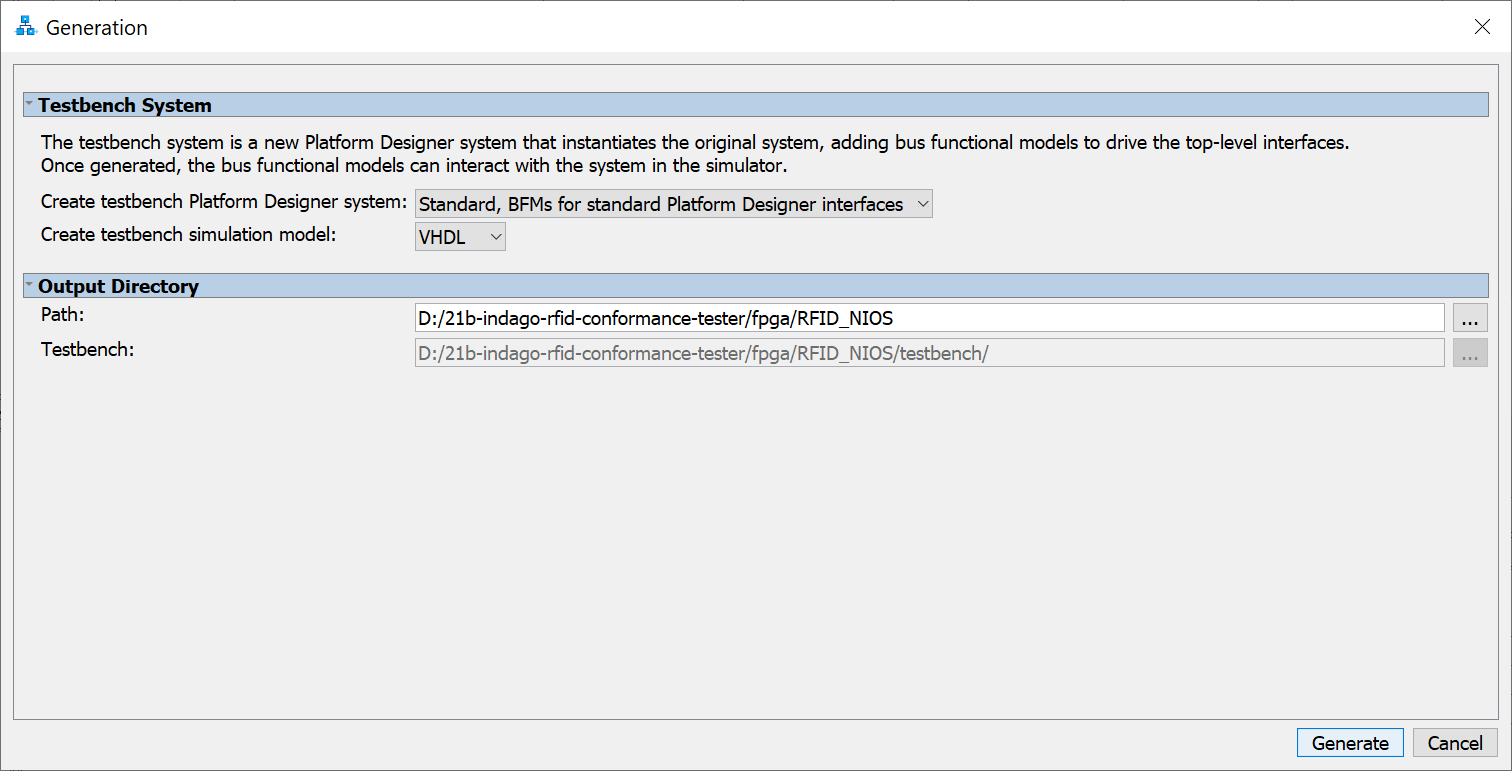 Generation
Testbench System
The testbench system is a new Platform Designer system that instantiates the original system, adding bus functional models to drive the top-level interfaces.
Once generated, the bus functional models can interact with the system in the simulator.
Create testbench Platform Designer system: Standard, BFMs for standard Platform Designer interfaces
Create testbench simulation model: VHDL
Output Directory
Path: D:/21b-indago-rfid-conformance-tester/fpga/RFID_NIOS ...
Testbench: D:/21b-indago-rfid-conformance-tester/fpga/RFID_NIOS/testbench/ ...
Generate Cancel